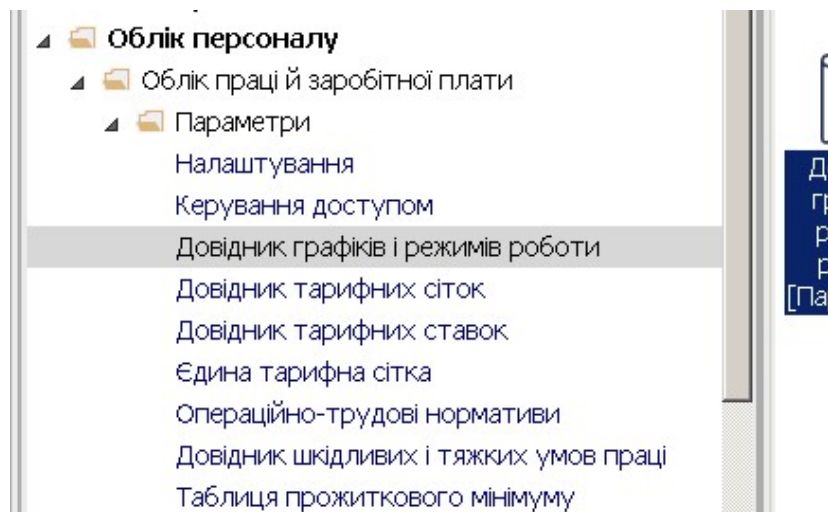 Облік персоналу
Облік праці й заробітної плати
Параметри
Налаштування
Керування доступом
Довідник графіків і режимів роботи
Довідник тарифних сіток
Довідник тарифних ставок
Єдина тарифна сітка
Операційно-трудові нормативи
Довідник шкідливих і тяжких умов праці
Таблиця прожиткового мінімуму